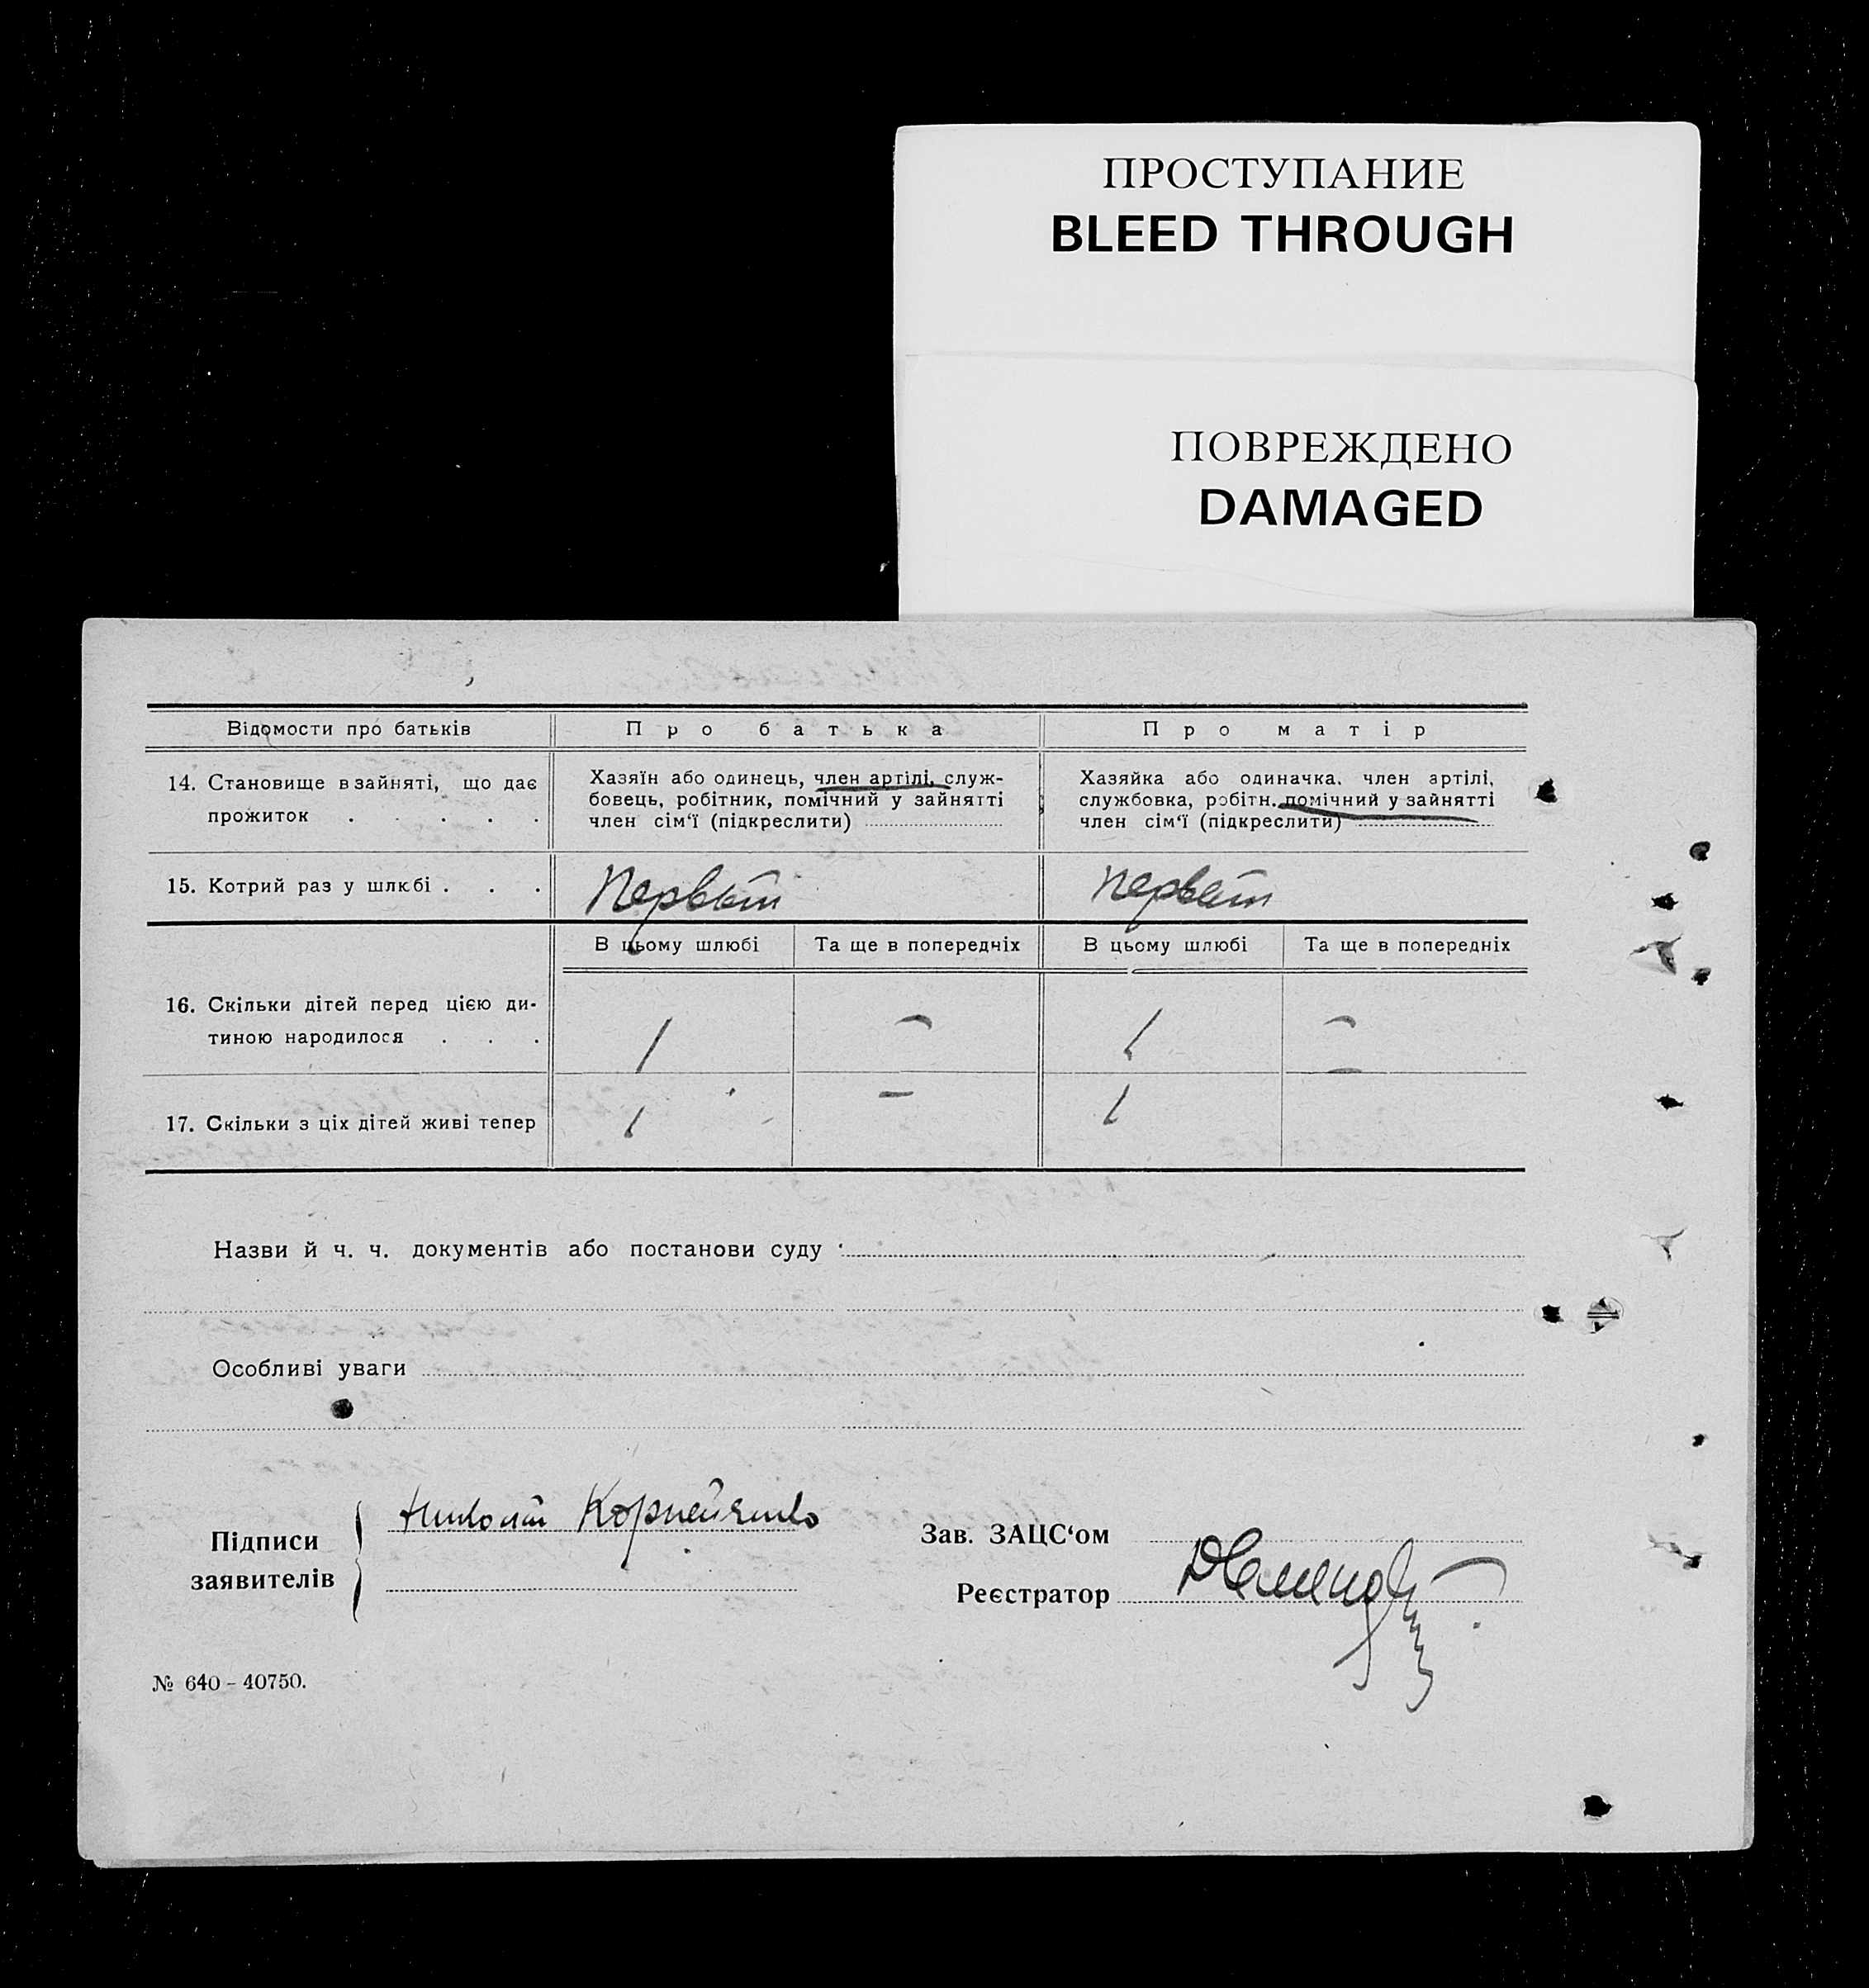 ПРОСТУПАНИЕ
BLEED THROUGH
ПОВРЕЖДЕНО
DAMAGED
Відомости про батьків
Про батька
Про матір
14. Становище в зайняті, що дає
прожиток . . . . .
Хазяїн або одинець, член артілі, служ-
бовець, робітник, помічний у зайнятті
член сім‘ї (підкреслити)
Хазяйка або одиначка. член артілі,
службовка, робітн. помічний у зайнятті
член сім‘ї (підкреслити)
15. Котрий раз у шлюбі . . .
Первый
первый
В цьому шлюбі
Та ще в попередніх
В цьому шлюбі
Та ще в попередніх
16. Скільки дітей перед цією ди-
тиною народилося . . .
1
-
1
-
17. Скільки з ціх дітей живі тепер
1
-
1
-
Назви й ч. ч. документів або постанови суду
Особливі уваги
Підписи
заявителів
Николай Корнейенко
Зав. ЗАЦС‘ом
Реєстратор
№ 640 - 40750.